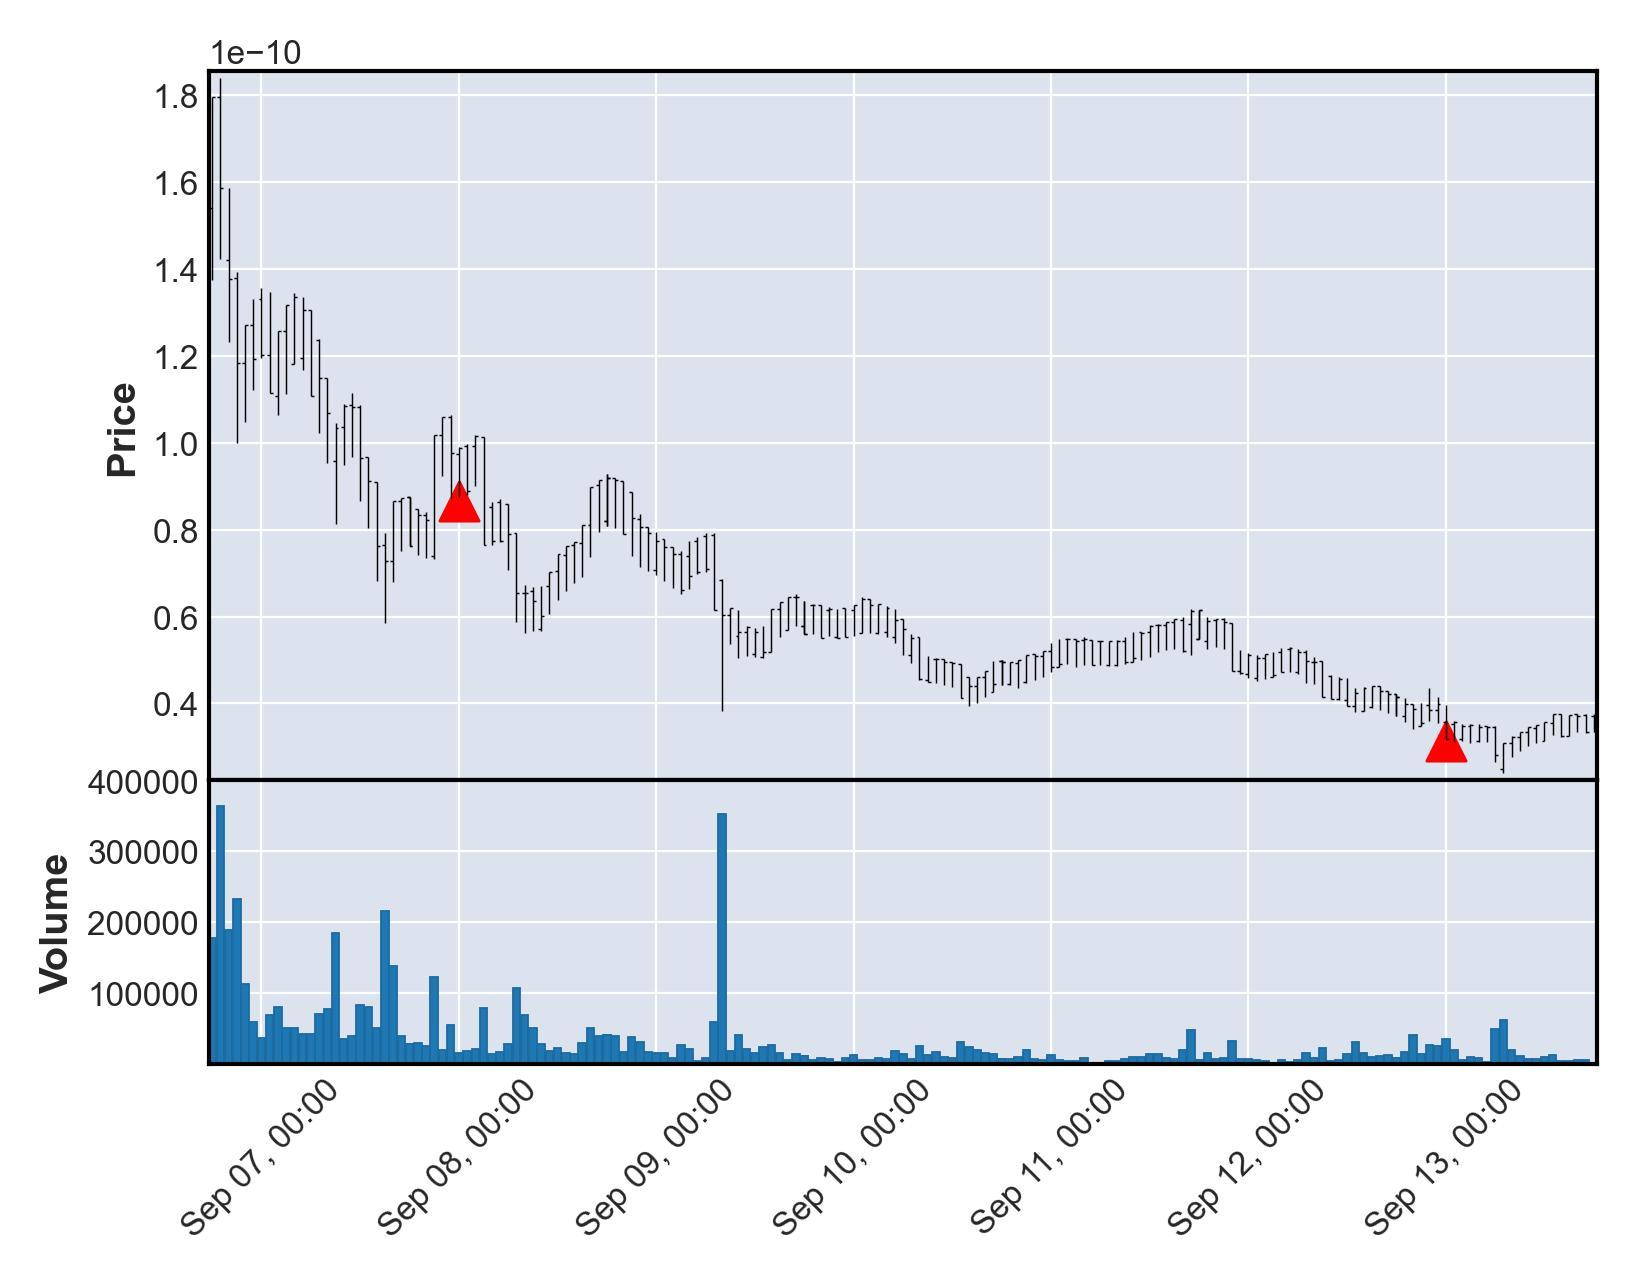 1e−10
1.8
1.6
1.4
1.2
1.0
0.8
0.6
0.4
Price
400000
300000
200000
100000
Volume
Sep 07, 00:00
Sep 08, 00:00
Sep 09, 00:00
Sep 10, 00:00
Sep 11, 00:00
Sep 12, 00:00
Sep 13, 00:00